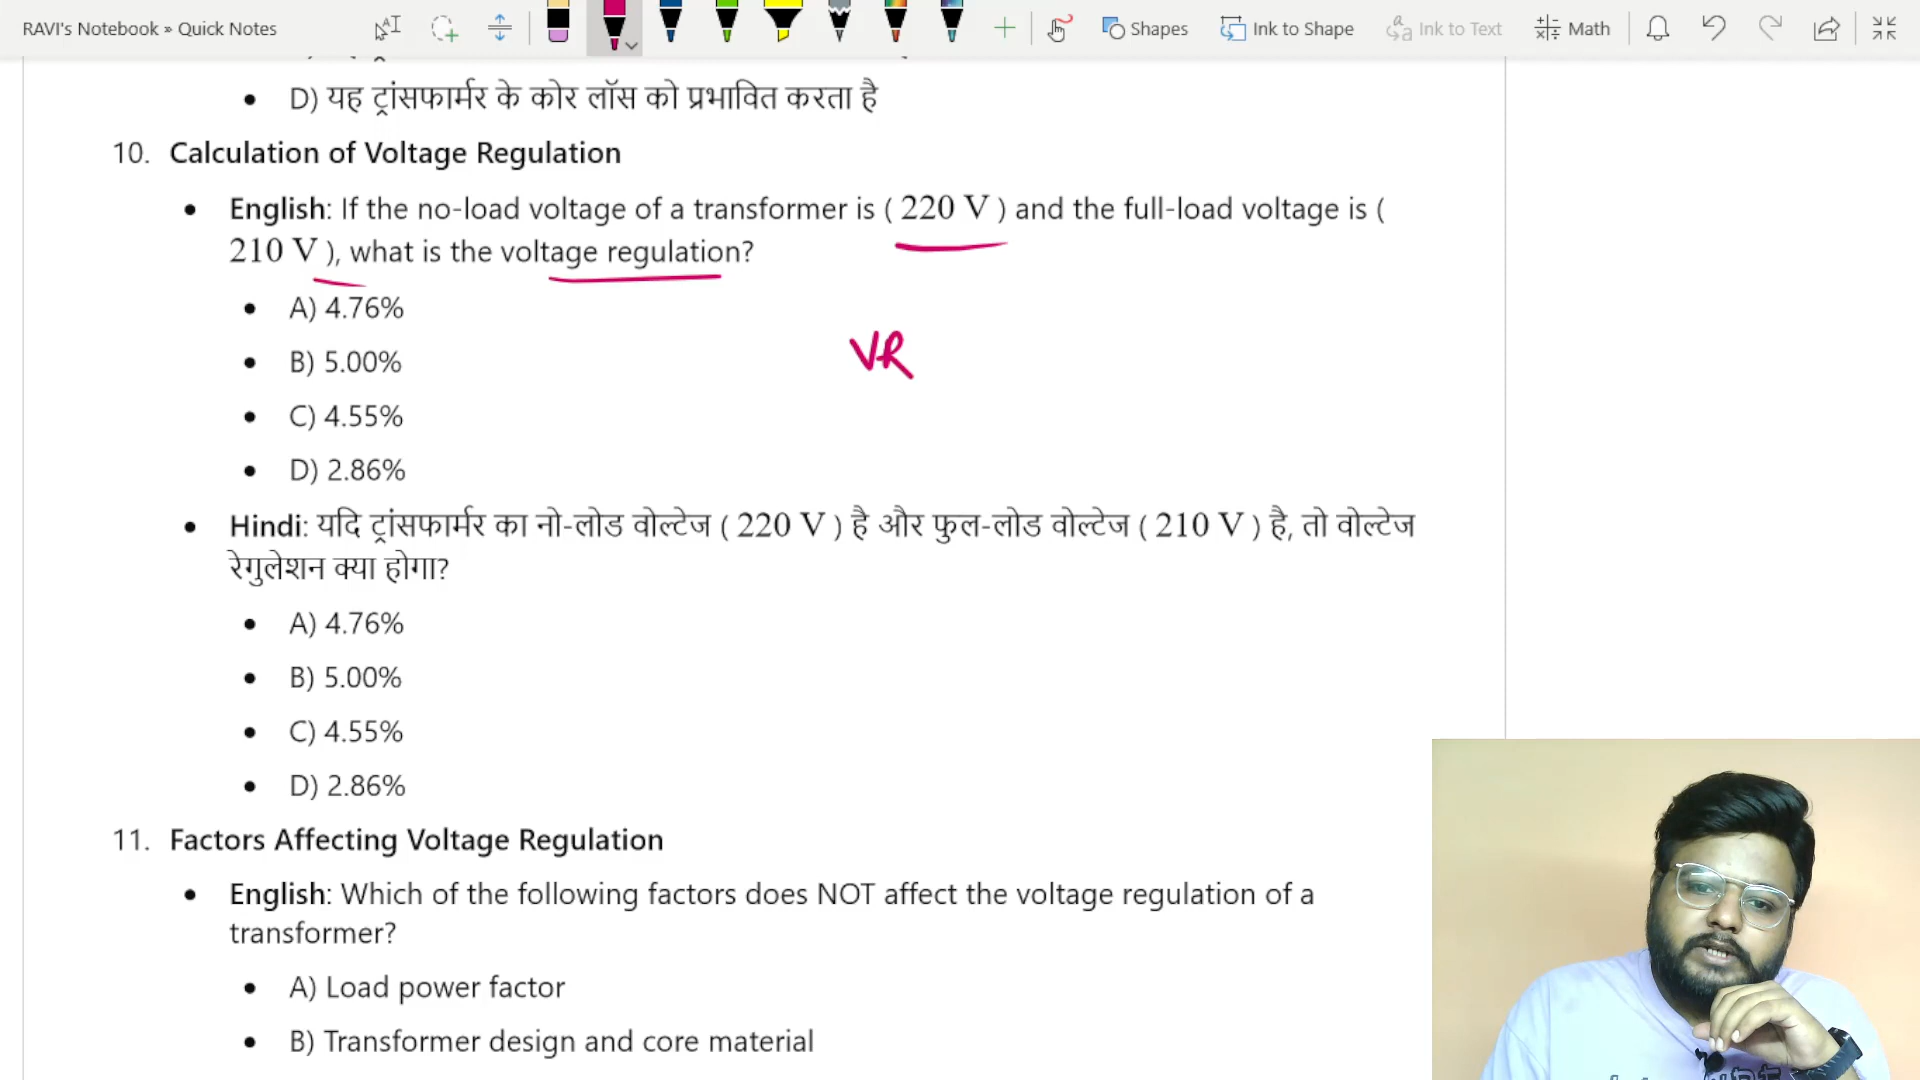 RAVI's Notebook » Quick Notes
Shapes
Ink to Shape
Ink to Text
Math
D) यह ट्रांसफार्मर के कोर लॉस को प्रभावित करता है
10. Calculation of Voltage Regulation
English: If the no-load voltage of a transformer is ( 220 V ) and the full-load voltage is (
210 V ), what is the voltage regulation?
A) 4.76%
VR
B) 5.00%
C) 4.55%
D) 2.86%
Hindi: यदि ट्रांसफार्मर का नो-लोड वोल्टेज ( 220 V ) है और फुल-लोड वोल्टेज ( 210 V ) है, तो वोल्टेज
रेगुलेशन क्या होगा?
A) 4.76%
B) 5.00%
C) 4.55%
D) 2.86%
11. Factors Affecting Voltage Regulation
English: Which of the following factors does NOT affect the voltage regulation of a
transformer?
A) Load power factor
B) Transformer design and core material